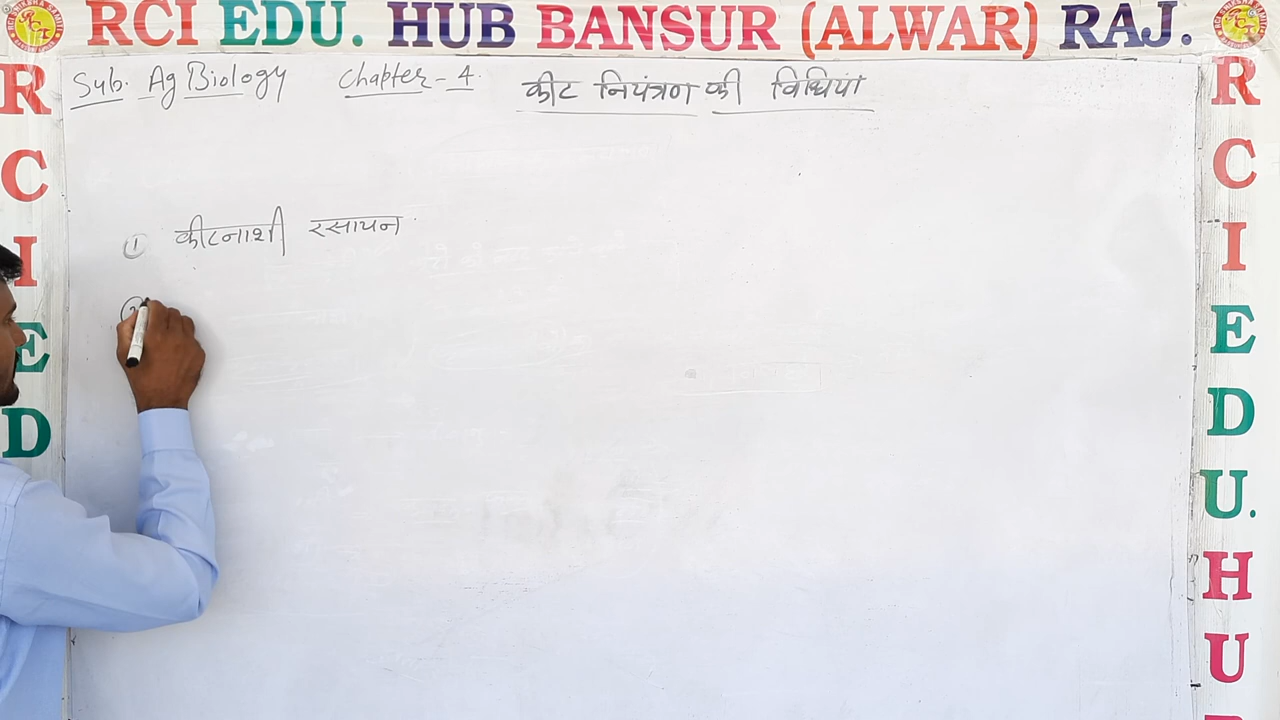 RCI EDU. HUB BANSUR (ALWAR) RAJ.
Sub. Ag Biology Chapter - 4. कीट नियंत्रण की विधियां
① कीटनाशी रसायन
R
C
I
E
D
R
C
I
E
D
U.
H
U